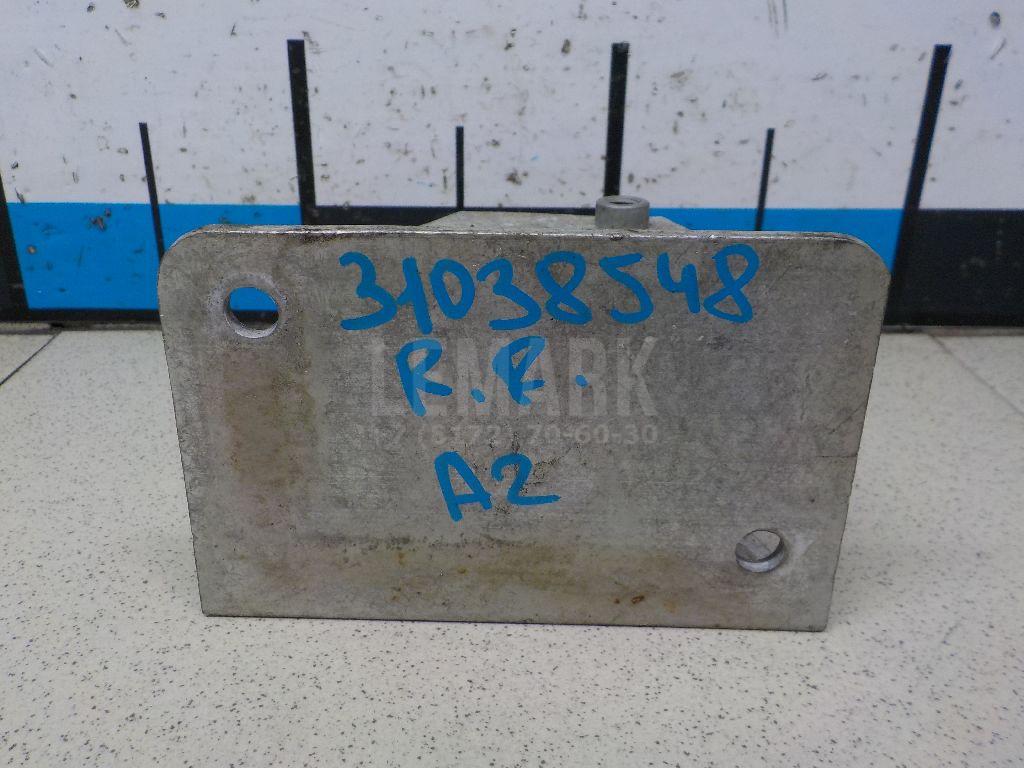 31038548
R.R.
LEMARK
+7 (8172) 70-60-30
A2